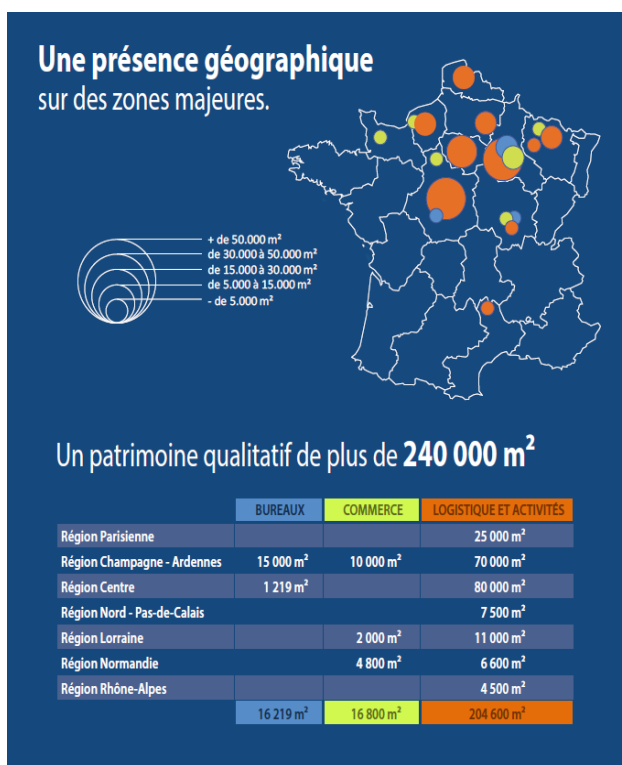 Une présence géographique
sur des zones majeures.
+ de 50.000 m²
de 30.000 à 50.000 m²
de 15.000 à 30.000 m²
de 5.000 à 15.000 m²
- de 5.000 m²
Un patrimoine qualitatif de plus de 240 000 m²
BUREAUX COMMERCE LOGISTIQUE ET ACTIVITÉS
Région Parisienne 25 000 m²
Région Champagne - Ardennes 15 000 m² 10 000 m² 70 000 m²
Région Centre 1 219 m² 80 000 m²
Région Nord - Pas-de-Calais 7 500 m²
Région Lorraine 2 000 m² 11 000 m²
Région Normandie 4 800 m² 6 600 m²
Région Rhône-Alpes 4 500 m²
16 219 m² 16 800 m² 204 600 m²